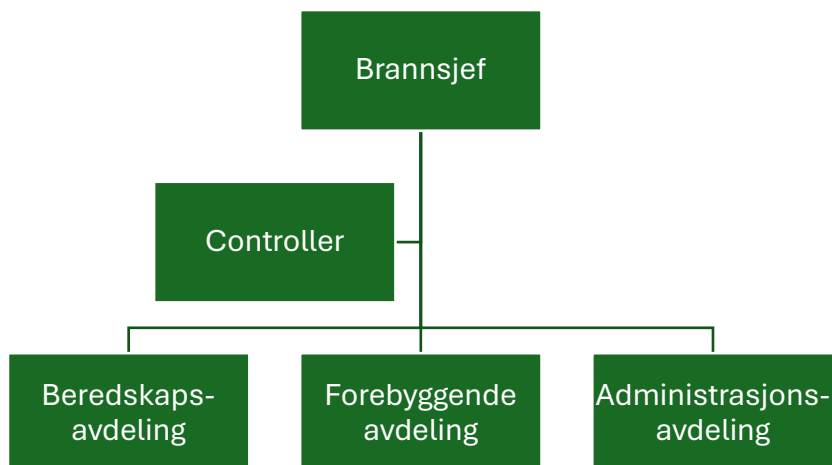 Brannsjef
Controller
Beredskaps-
avdeling
Forebyggende
avdeling
Administrasjons-
avdeling